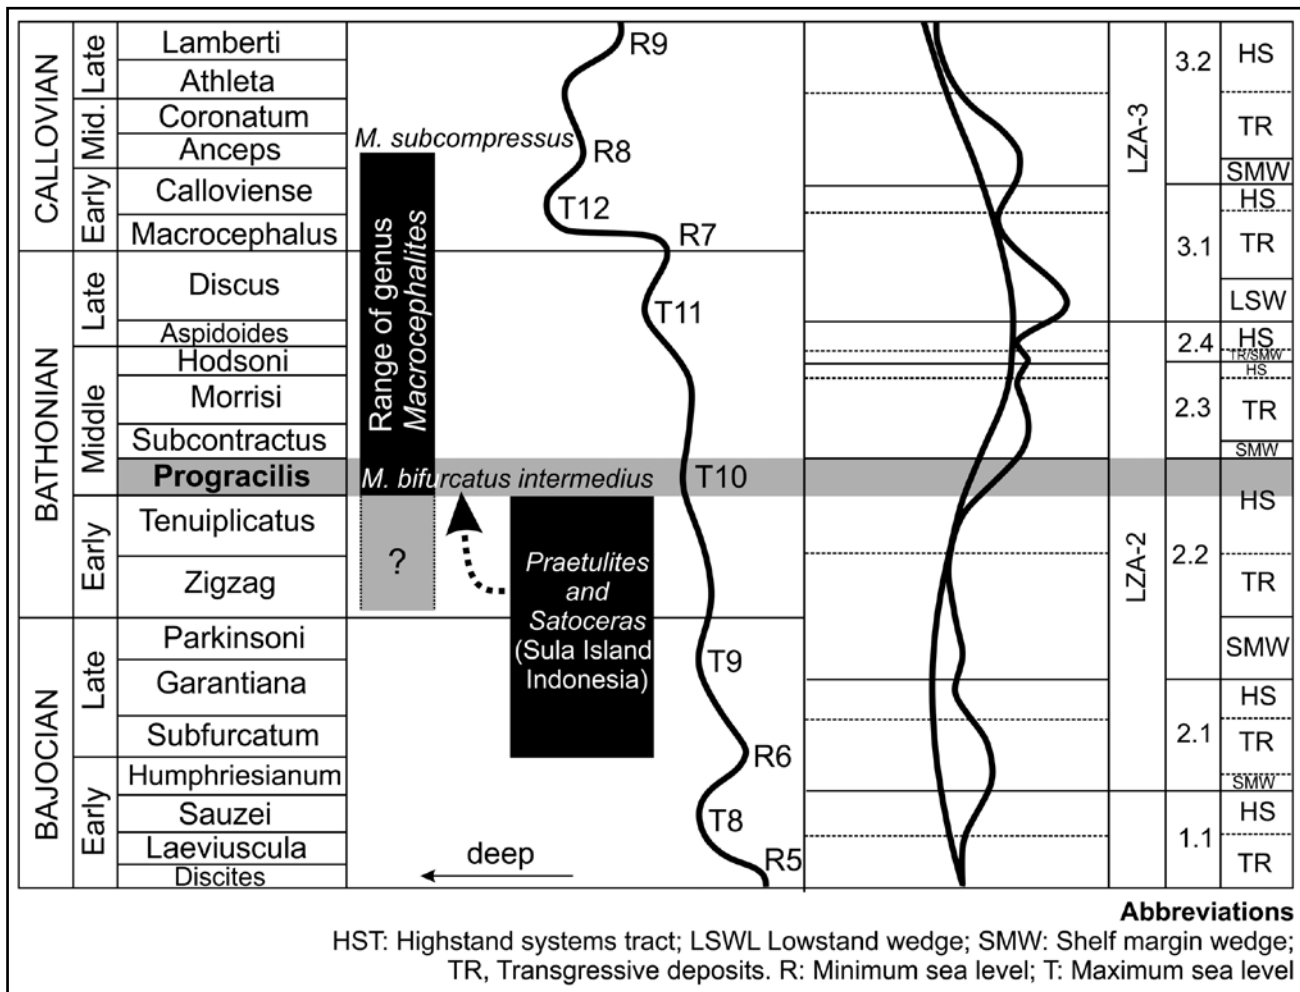 CALLOVIAN
Late
Mid.
Early
Lamberti
Athleta
Coronatum
Anceps
Calloviense
Macrocephalus
BATHONIAN
Late
Middle
Early
Discus
Aspidoides
Hodsoni
Morrisi
Subcontractus
Progracilis
Tenuiplicatus
Zigzag
BAJOCIAN
Late
Early
Parkinsoni
Garantiana
Subfurcatum
Humphriesianum
Sauzei
Laeviuscula
Discites
M. subcompressus
Range of genus
Macrocephalites
M. bifurcatus intermedius
?
Praetulites
and
Satoceras
(Sula Island
Indonesia)
deep
R9
R8
T12
R7
T11
T10
T9
R6
T8
R5
LZA-3
LZA-2
3.2
3.1
2.4
2.3
2.2
2.1
1.1
HS
TR
SMW
HS
TR
LSW
HS
TR/SMW
HS
TR
SMW
HS
TR
SMW
HS
TR
SMW
HS
TR
Abbreviations
HST: Highstand systems tract; LSWL Lowstand wedge; SMW: Shelf margin wedge;
TR, Transgressive deposits. R: Minimum sea level; T: Maximum sea level